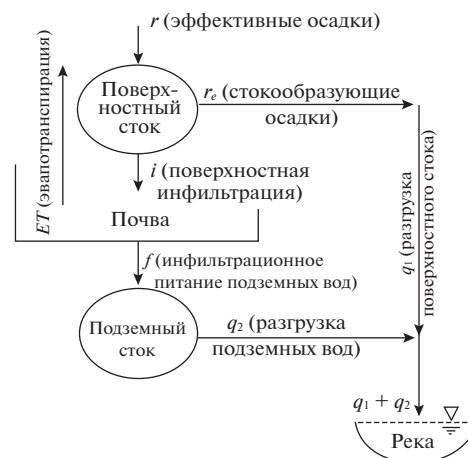 r (эффективные осадки)
Поверх-
ностный
сток
r_e (стокообразующие
осадки)
ET (эвапотранспирация)
i (поверхностная
инфильтрация)
Почва
q₁ (разгрузка
поверхностного стока)
f (инфильтрационное
питание подземных вод)
Подземный
сток
q₂ (разгрузка
подземных вод)
q₁ + q₂
Река